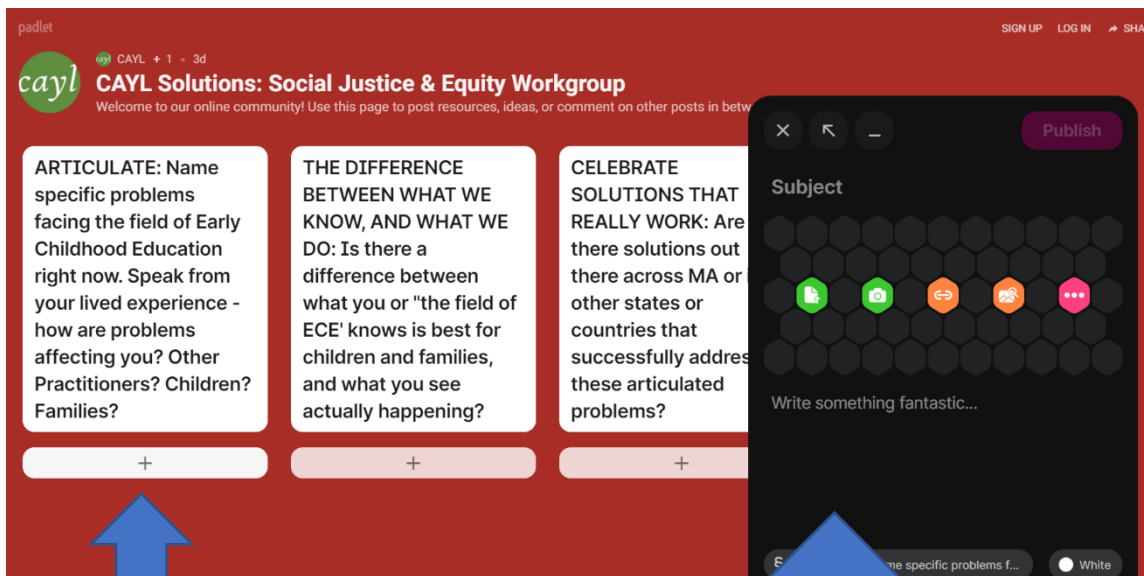 padlet
SIGN UP LOG IN SHA
cayl
cayl CAYL + 1 • 3d
CAYL Solutions: Social Justice & Equity Workgroup
Welcome to our online community! Use this page to post resources, ideas, or comment on other posts in betw
ARTICULATE: Name
specific problems
facing the field of Early
Childhood Education
right now. Speak from
your lived experience -
how are problems
affecting you? Other
Practitioners? Children?
Families?
+
THE DIFFERENCE
BETWEEN WHAT WE
KNOW, AND WHAT WE
DO: Is there a
difference between
what you or "the field of
ECE' knows is best for
children and families,
and what you see
actually happening?
+
CELEBRATE
SOLUTIONS THAT
REALLY WORK: Are
there solutions out
there across MA or
other states or
countries that
successfully addres
these articulated
problems?
+
Publish
Subject
Write something fantastic...
me specific problems f...
White